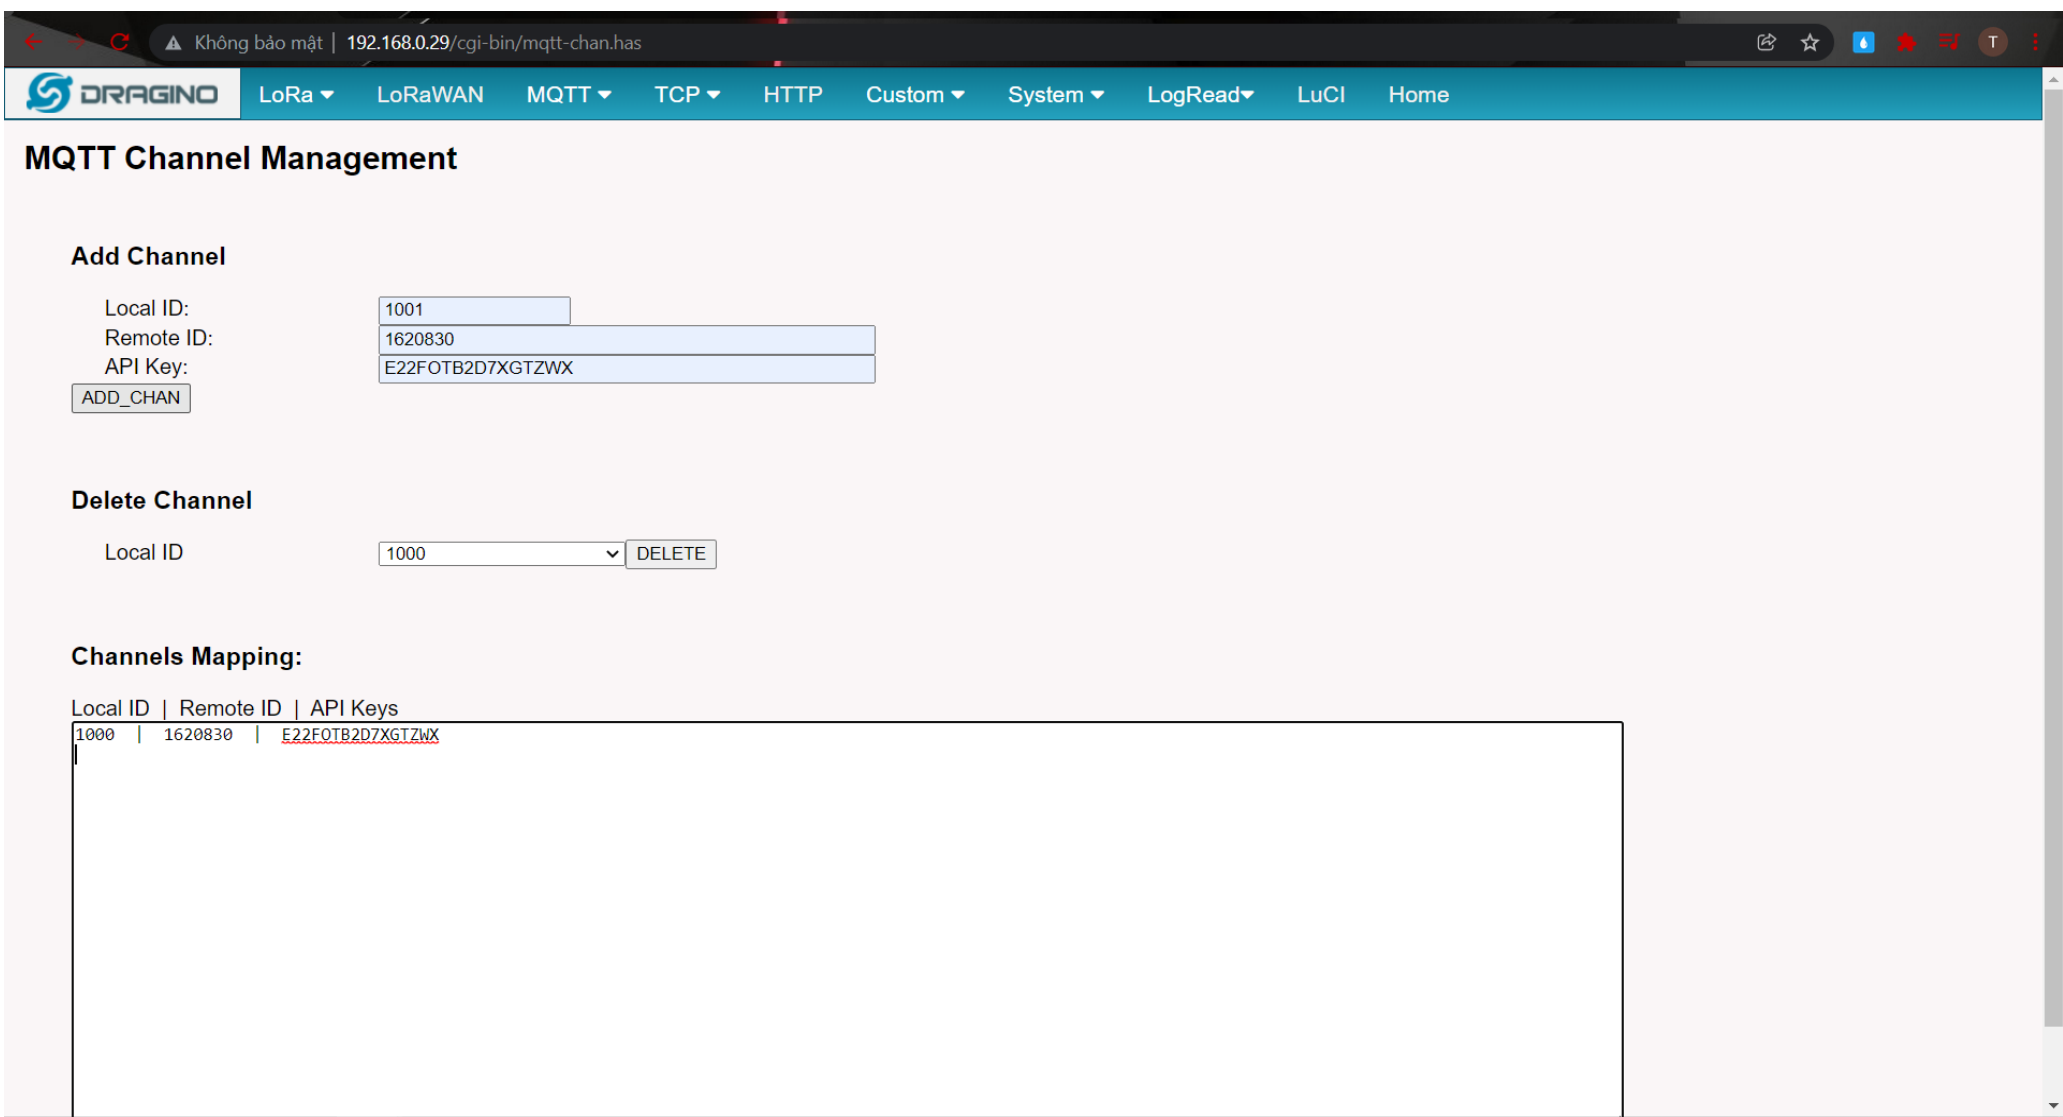 Không bảo mật | 192.168.0.29/cgi-bin/mqtt-chan.has
T
DRAGINO LoRa LoRaWAN MQTT TCP HTTP Custom System LogRead LuCI Home
MQTT Channel Management
Add Channel
Local ID: 1001
Remote ID: 1620830
API Key: E22FOTB2D7XGTZWX
ADD_CHAN
Delete Channel
Local ID 1000 DELETE
Channels Mapping:
Local ID | Remote ID | API Keys
1000 | 1620830 | E22FOTB2D7XGTZWX